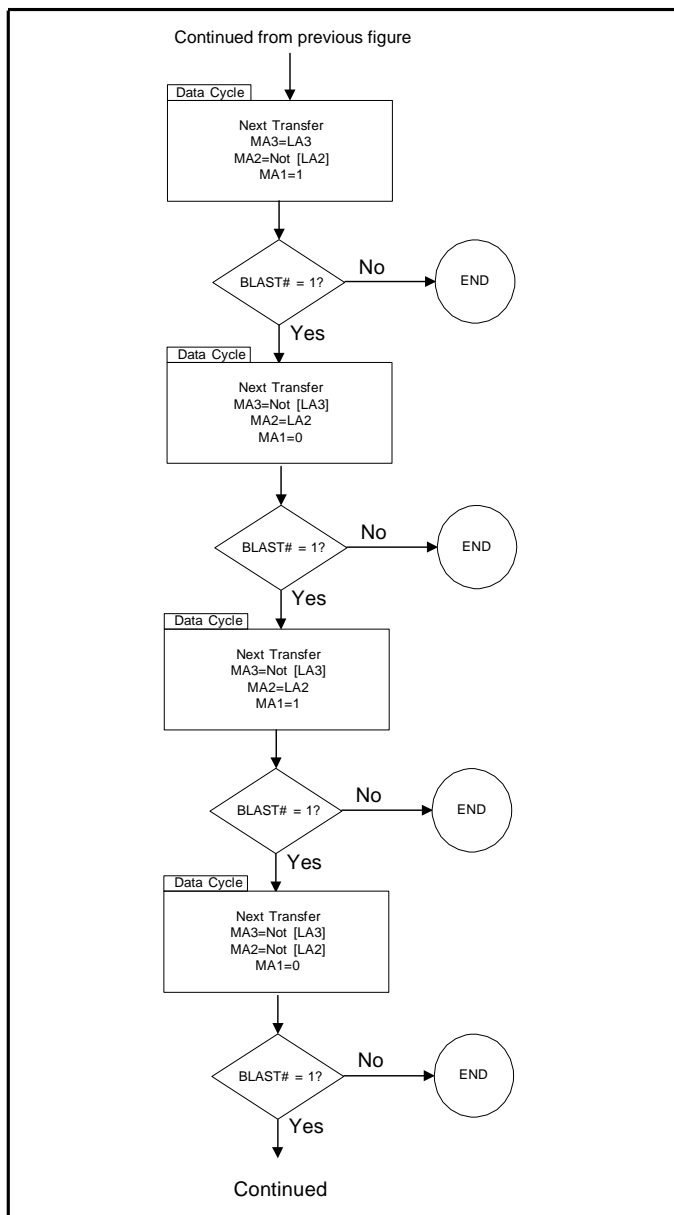 Continued from previous figure
Data Cycle
Next Transfer
MA3=LA3
MA2=Not [LA2]
MA1=1
BLAST# = 1?
No
END
Yes
Data Cycle
Next Transfer
MA3=Not [LA3]
MA2=LA2
MA1=0
BLAST# = 1?
No
END
Yes
Data Cycle
Next Transfer
MA3=Not [LA3]
MA2=LA2
MA1=1
BLAST# = 1?
No
END
Yes
Data Cycle
Next Transfer
MA3=Not [LA3]
MA2=Not [LA2]
MA1=0
BLAST# = 1?
No
END
Yes
Continued